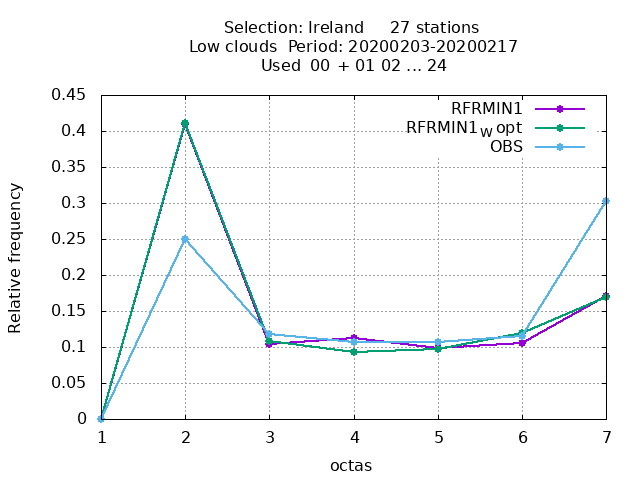 Selection: Ireland     27 stations
Low clouds  Period: 20200203-20200217
Used  00  + 01 02 ... 24
RFRMIN1
RFRMIN1w opt
OBS
Relative frequency
0.45
0.4
0.35
0.3
0.25
0.2
0.15
0.1
0.05
0
1 2 3 4 5 6 7
octas